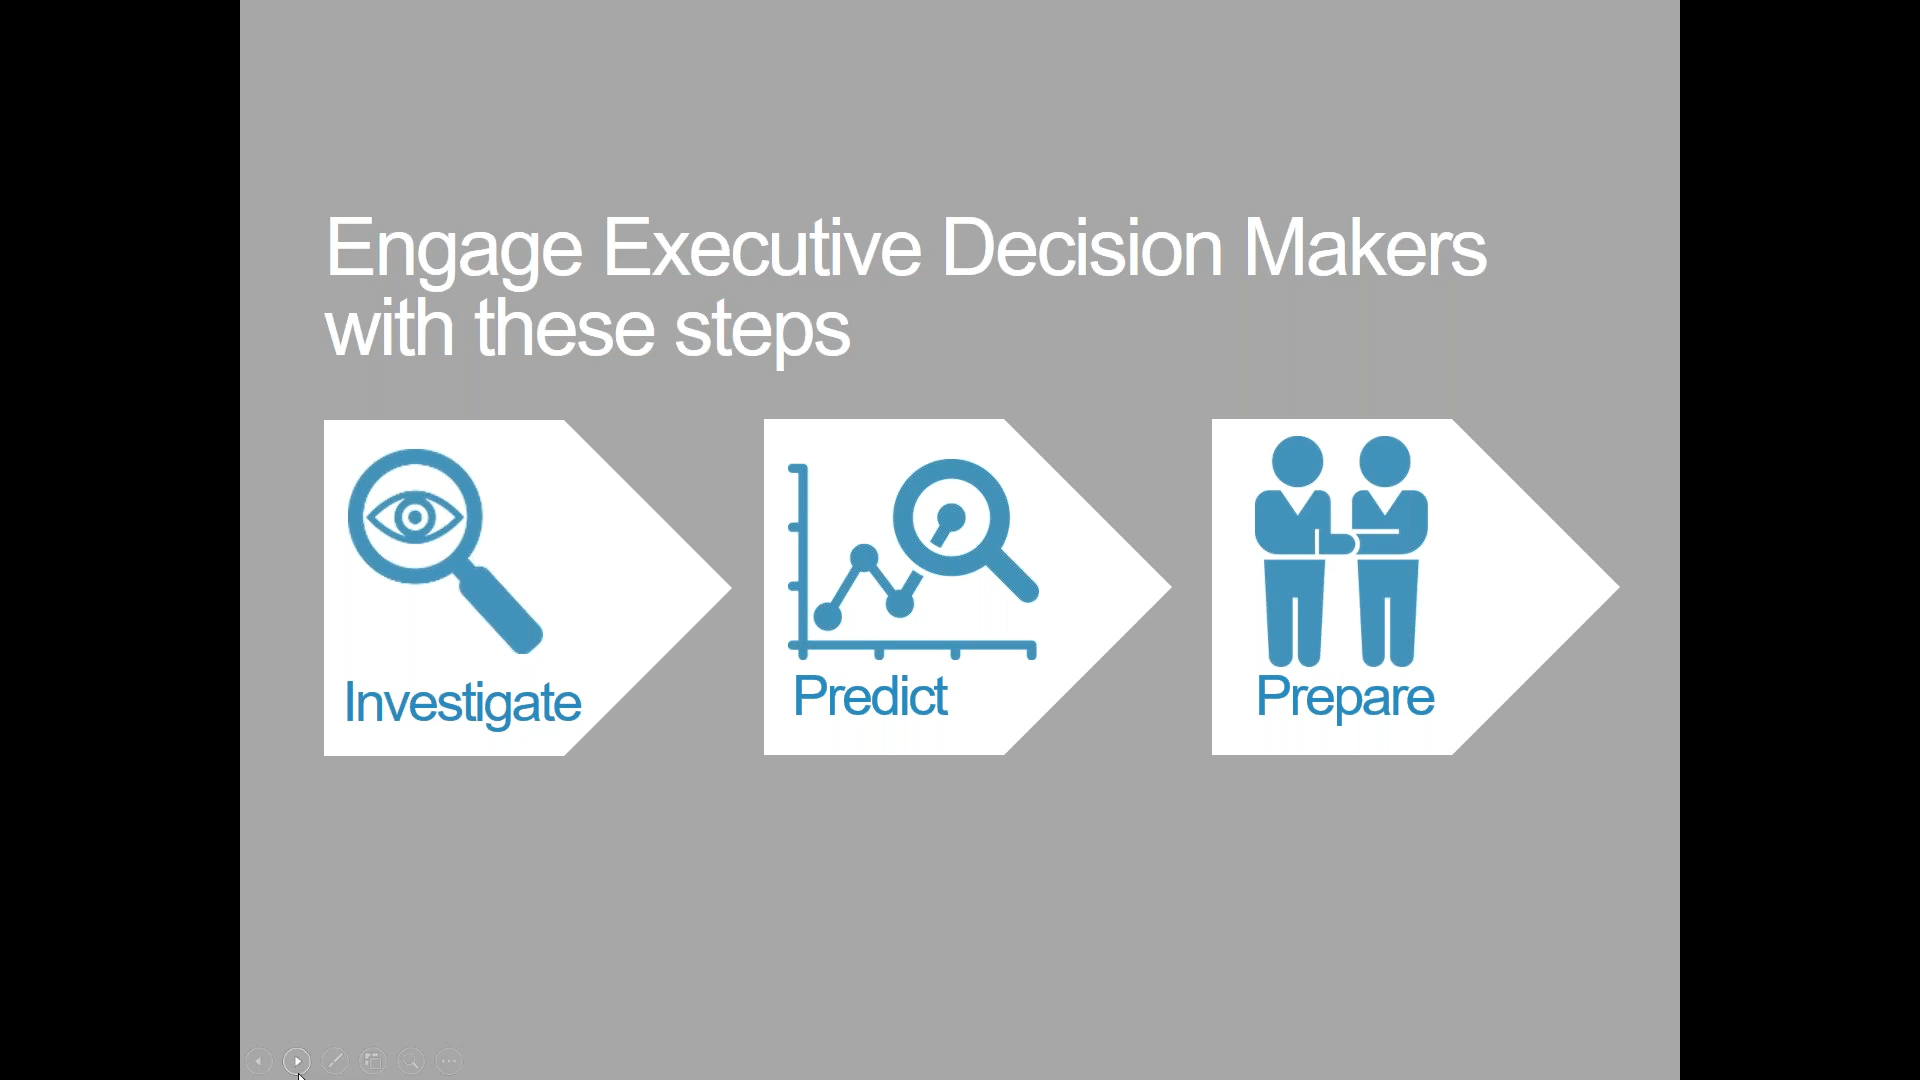 Engage Executive Decision Makers
with these steps
Investigate
Predict
Prepare